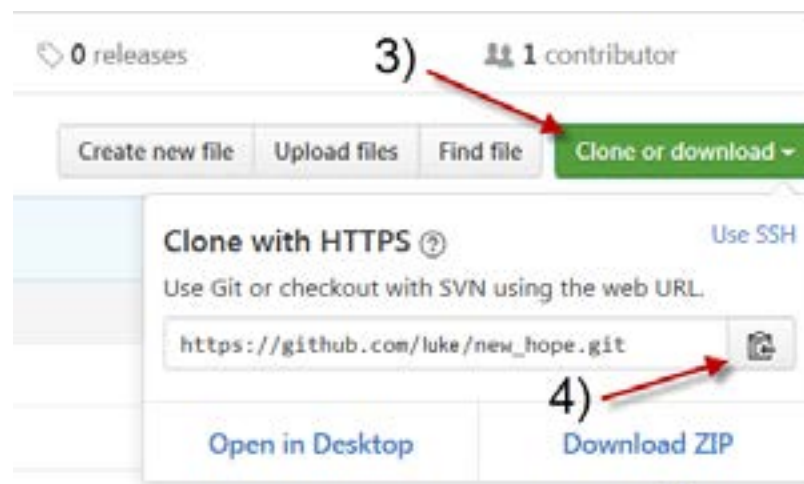 0 releases
3)
1 contributor
Create new file Upload files Find file Clone or download
Clone with HTTPS ? Use SSH
Use Git or checkout with SVN using the web URL.
https://github.com/luke/new_hope.git
4)
Open in Desktop Download ZIP